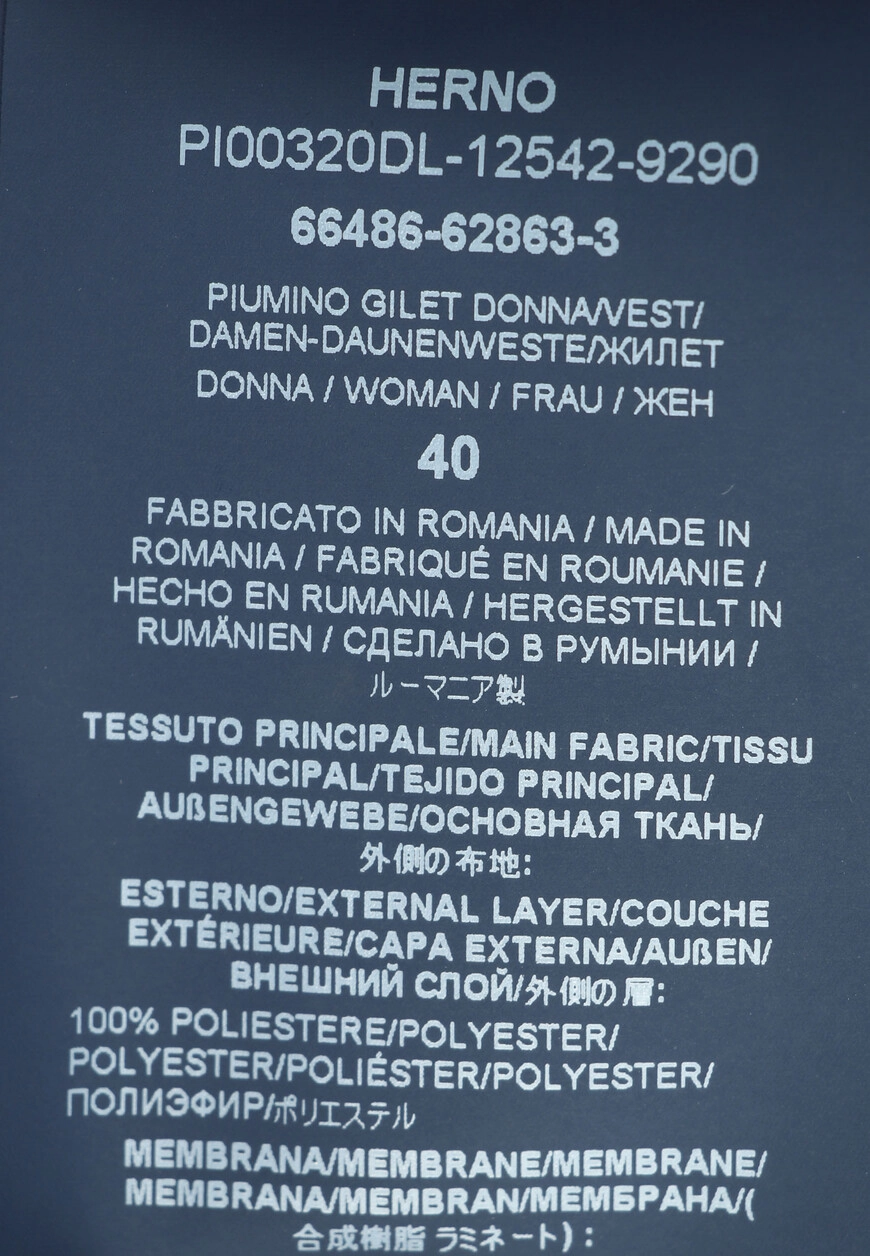 HERNO
PI00320DL-12542-9290
66486-62863-3
PIUMINO GILET DONNA/VEST/
DAMEN-DAUNENWESTE/ЖИЛЕТ
DONNA / WOMAN / FRAU / ЖЕН
40
FABBRICATO IN ROMANIA / MADE IN
ROMANIA / FABRIQUÉ EN ROUMANIE /
HECHO EN RUMANIA / HERGESTELLT IN
RUMÄNIEN / СДЕЛАНО В РУМЫНИИ /
ルーマニア製
TESSUTO PRINCIPALE/MAIN FABRIC/TISSU
PRINCIPAL/TEJIDO PRINCIPAL/
AUßENGEWEBE/ОСНОВНАЯ ТКАНЬ/
外側の布地:
ESTERNO/EXTERNAL LAYER/COUCHE
EXTÉRIEURE/CAPA EXTERNA/AUßEN/
ВНЕШНИЙ СЛОЙ/外側の層:
100% POLIESTERE/POLYESTER/
POLYESTER/POLIÉSTER/POLYESTER/
ПОЛИЭФИР/ポリエステル
MEMBRANA/MEMBRANE/MEMBRANE/
MEMBRANA/MEMBRAN/МЕМБРАНА/(
合成樹脂 ラミネート):